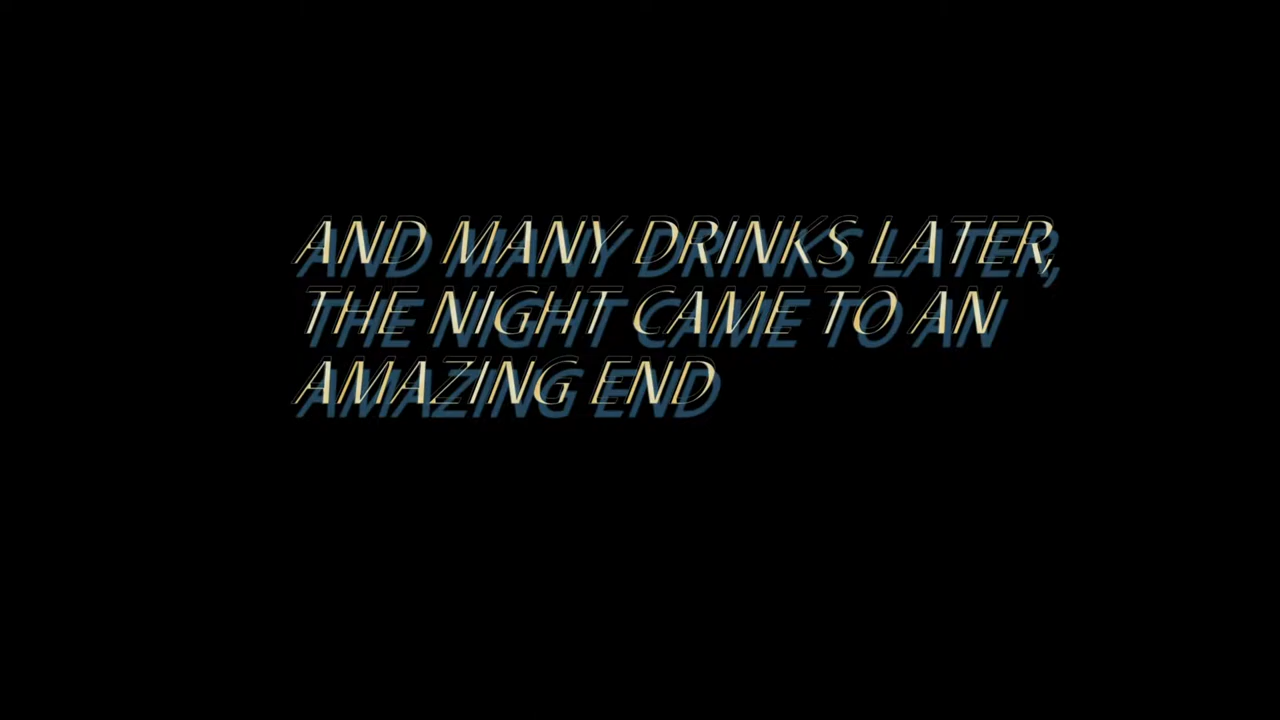 AND MANY DRINKS LATER,
THE NIGHT CAME TO AN
AMAZING END